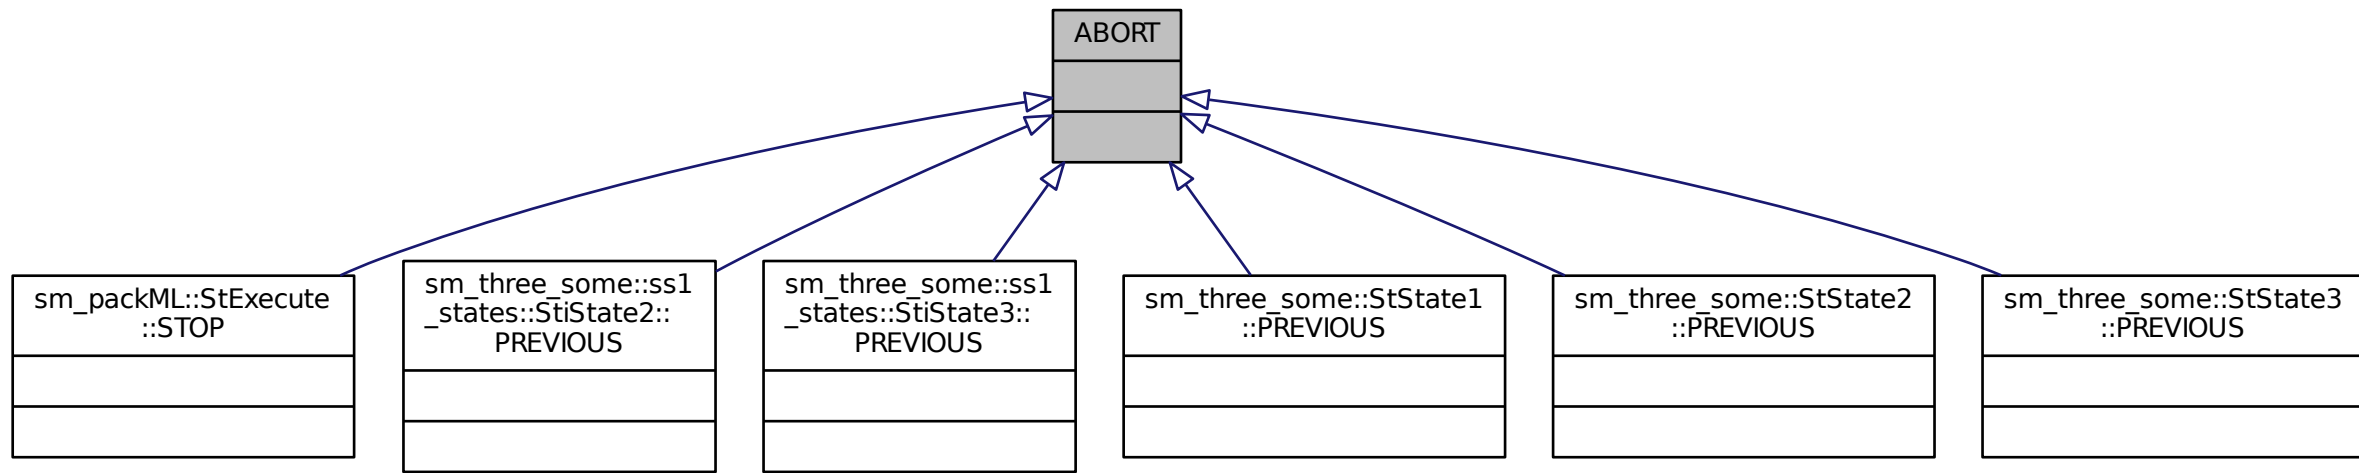 ABORT
sm_packML::StExecute
::STOP
sm_three_some::ss1
_states::StiState2::
PREVIOUS
sm_three_some::ss1
_states::StiState3::
PREVIOUS
sm_three_some::StState1
::PREVIOUS
sm_three_some::StState2
::PREVIOUS
sm_three_some::StState3
::PREVIOUS